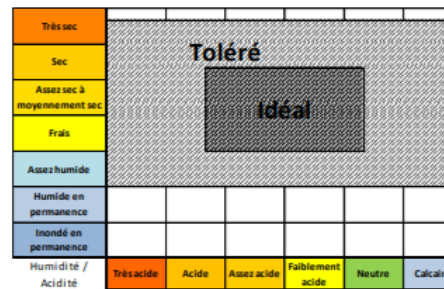 Très sec
Toléré
Sec
Assez sec à
moyennement sec
Idéal
Frais
Assez humide
Humide en
permanence
Inondé en
permanence
Humidité /
Acidité
Très acide
Acide
Assez acide
Faiblement
acide
Neutre
Calcair